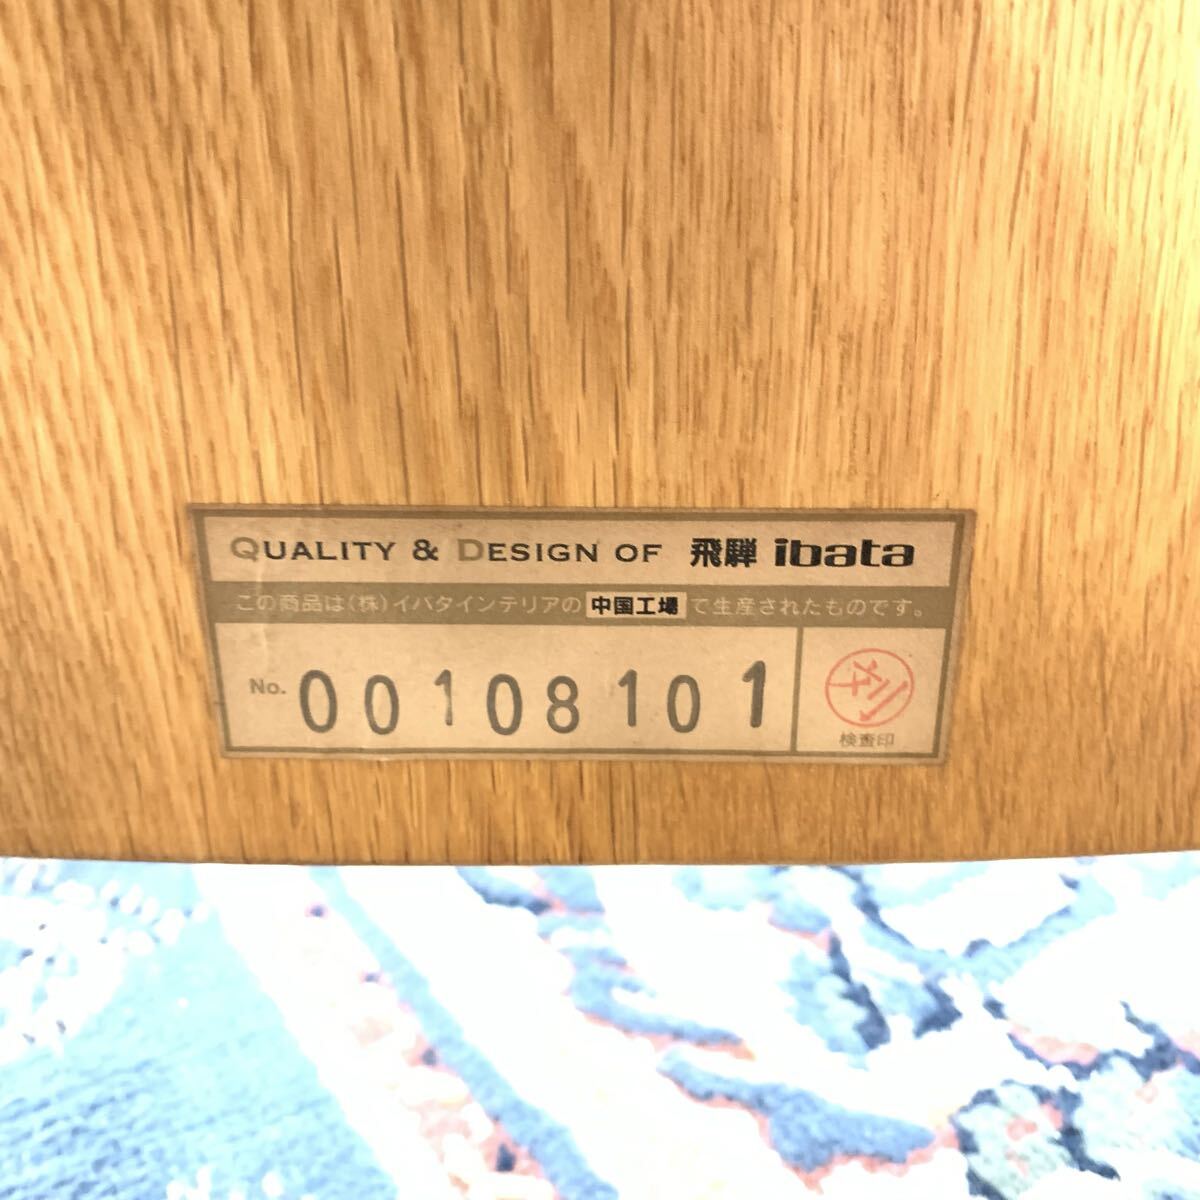 QUALITY & DESIGN OF 飛騨 ibata
この商品は(株)イバタインテリアの 中国工場 で生産されたものです。
No. 00108101
検査印